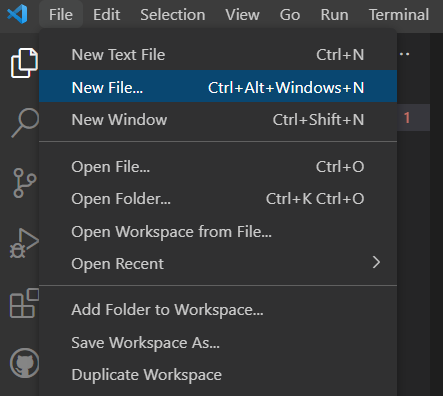 File Edit Selection View Go Run Terminal
New Text File Ctrl+N
New File... Ctrl+Alt+Windows+N
New Window Ctrl+Shift+N
1
Open File... Ctrl+O
Open Folder... Ctrl+K Ctrl+O
Open Workspace from File...
Open Recent
Add Folder to Workspace...
Save Workspace As...
Duplicate Workspace